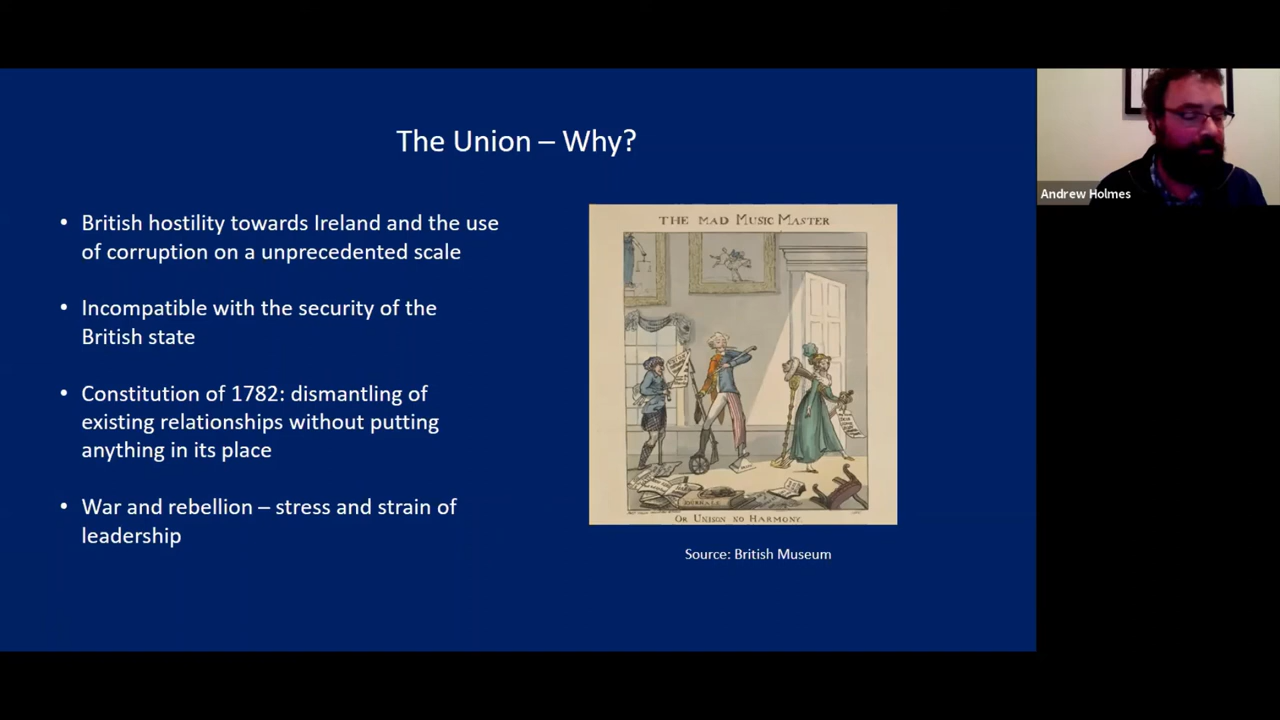 The Union – Why?
• British hostility towards Ireland and the use
of corruption on a unprecedented scale
• Incompatible with the security of the
British state
• Constitution of 1782: dismantling of
existing relationships without putting
anything in its place
• War and rebellion – stress and strain of
leadership
THE MAD MUSIC MASTER
OR UNISON NO HARMONY
Source: British Museum
Andrew Holmes